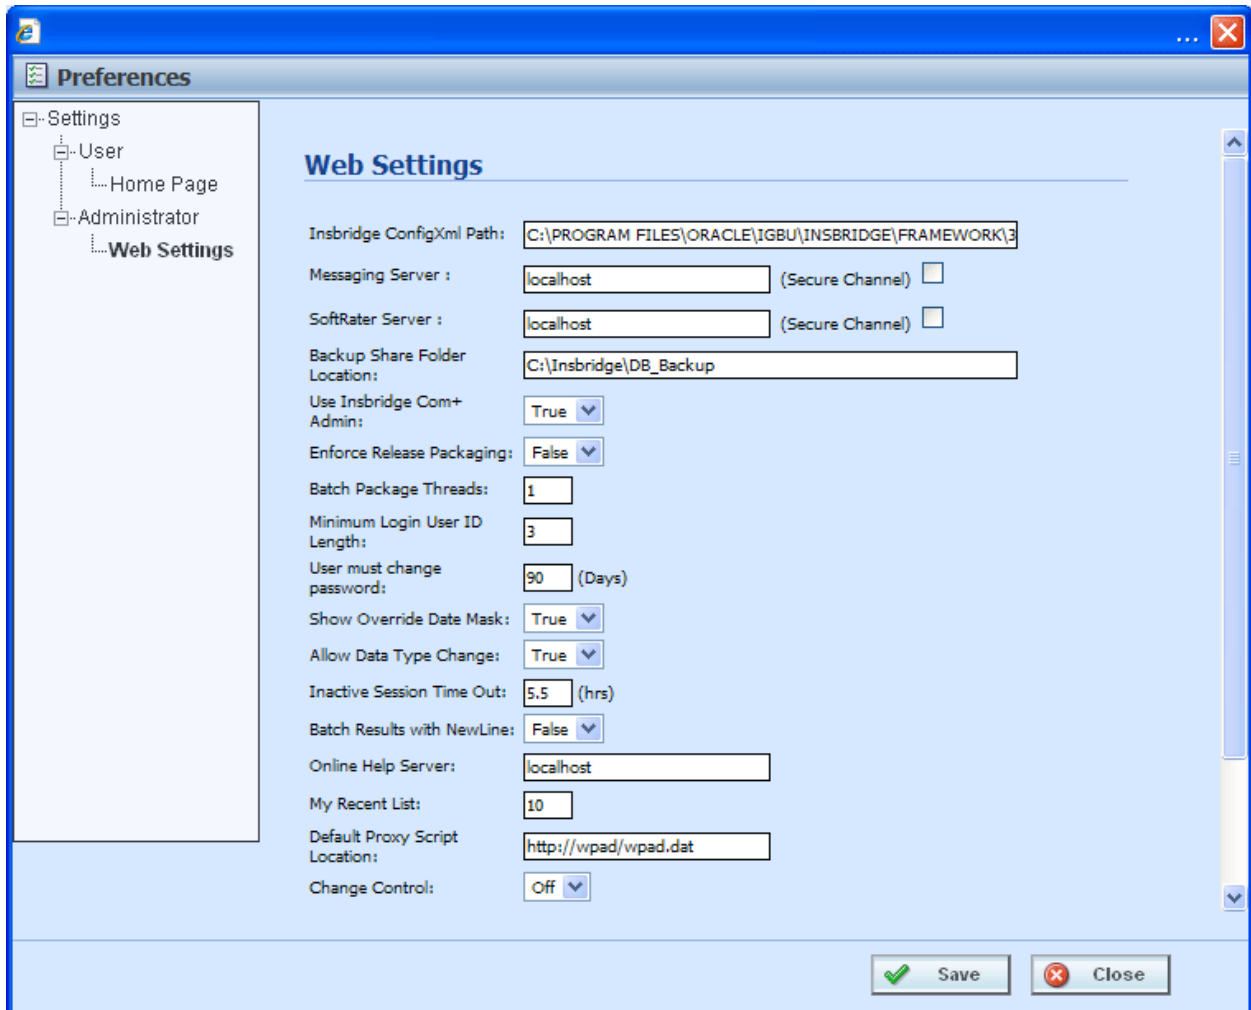 ...
Preferences
Settings
User
Home Page
Administrator
Web Settings
Web Settings
Insbridge ConfigXml Path: C:\PROGRAM FILES\ORACLE\IGBU\INSBRIDGE\FRAMEWORK\3
Messaging Server : localhost (Secure Channel)
SoftRater Server : localhost (Secure Channel)
Backup Share Folder
Location: C:\Insbridge\DB_Backup
Use Insbridge Com+
Admin: True
Enforce Release Packaging: False
Batch Package Threads: 1
Minimum Login User ID
Length: 3
User must change
password: 90 (Days)
Show Override Date Mask: True
Allow Data Type Change: True
Inactive Session Time Out: 5.5 (hrs)
Batch Results with NewLine: False
Online Help Server: localhost
My Recent List: 10
Default Proxy Script
Location: http://wpad/wpad.dat
Change Control: Off
Save Close